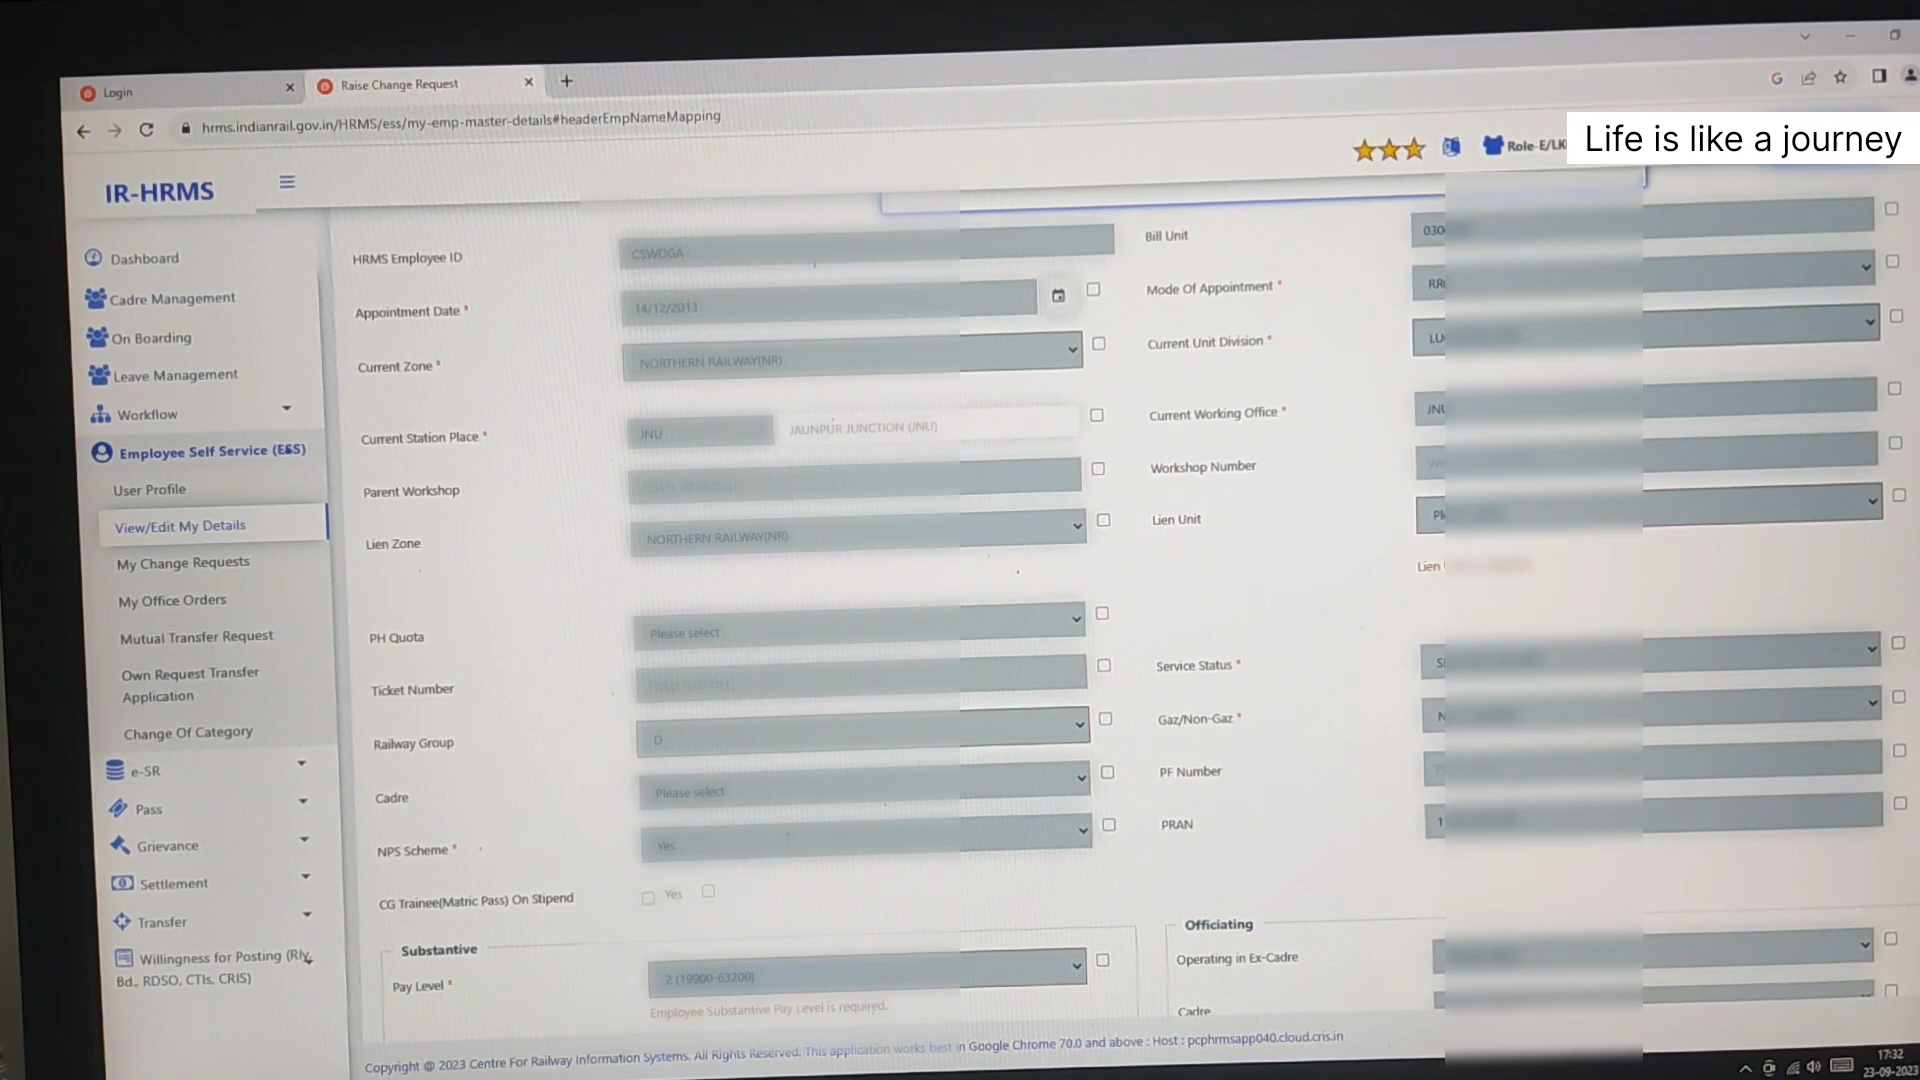 Login
Raise Change Request
hrms.indianrail.gov.in/HRMS/ess/my-emp-master-details#headerEmpNameMapping
Life is like a journey
Role-E/LK
IR-HRMS
Dashboard
Cadre Management
On Boarding
Leave Management
Workflow
Employee Self Service (ESS)
User Profile
View/Edit My Details
My Change Requests
My Office Orders
Mutual Transfer Request
Own Request Transfer
Application
Change Of Category
e-SR
Pass
Grievance
Settlement
Transfer
Willingness for Posting (Rly.
Bd., RDSO, CTIs, CRIS)
HRMS Employee ID CSWDGA Bill Unit 030
Appointment Date * 14/12/2013 Mode Of Appointment * RR
Current Zone * NORTHERN RAILWAY(NR) Current Unit Division * LU
Current Station Place * JNU JAUNPUR JUNCTION (JNU) Current Working Office * JNU
Parent Workshop Parent Workshop Workshop Number
Lien Zone NORTHERN RAILWAY(NR) Lien Unit Pl
Lien
PH Quota Please select
Ticket Number Ticket Number Service Status * S
Railway Group D Gaz/Non-Gaz * N
Cadre Please select PF Number
NPS Scheme * Yes PRAN 1
CG Trainee(Matric Pass) On Stipend Yes
Substantive Officiating
Pay Level * 2 (19900-63200) Operating in Ex-Cadre
Employee Substantive Pay Level is required. Cadre
Copyright @ 2023 Centre For Railway Information Systems. All Rights Reserved. This application works best in Google Chrome 70.0 and above : Host : pcphrmsapp040.cloud.cris.in
17:32
23-09-2023